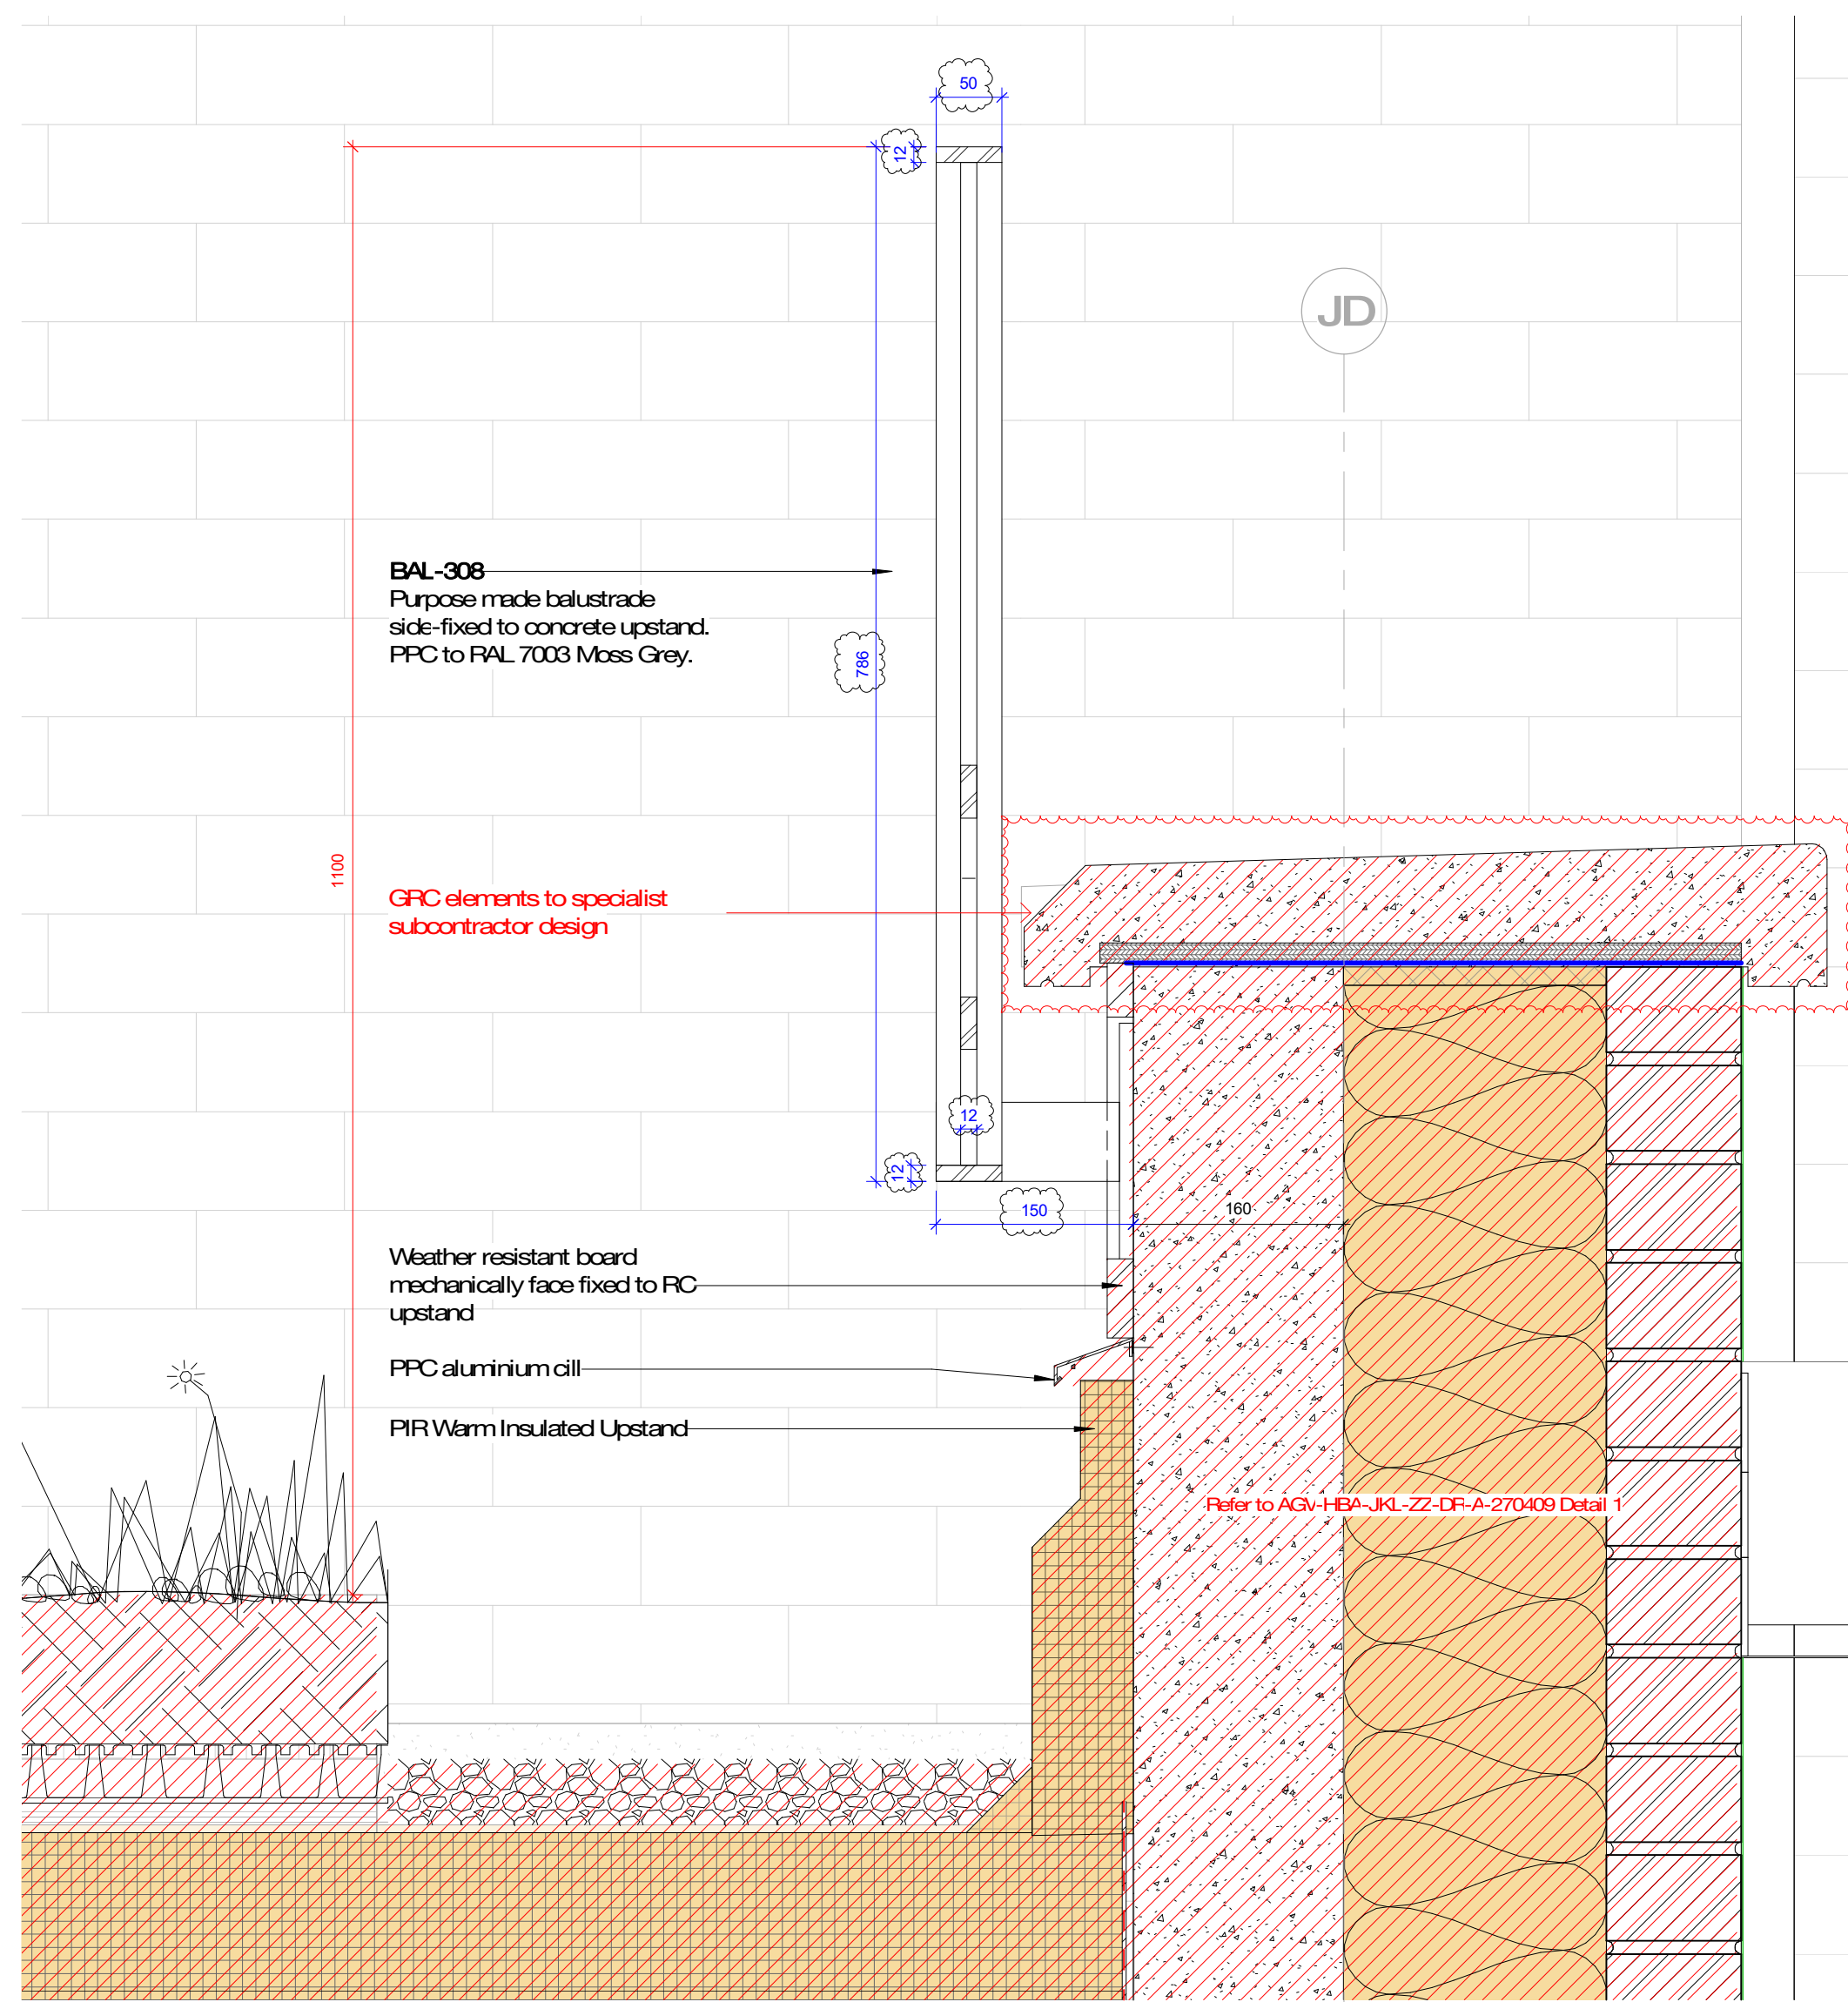 50
12
JD
BAL-308
Purpose made balustrade
side-fixed to concrete upstand.
PPC to RAL 7003 Moss Grey.
786
1100
GRC elements to specialist
subcontractor design
12
12
150
160
Weather resistant board
mechanically face fixed to RC
upstand
PPC aluminium cill
PIR Warm Insulated Upstand
Refer to AGV-HBA-JKL-ZZ-DR-A-270409 Detail 1